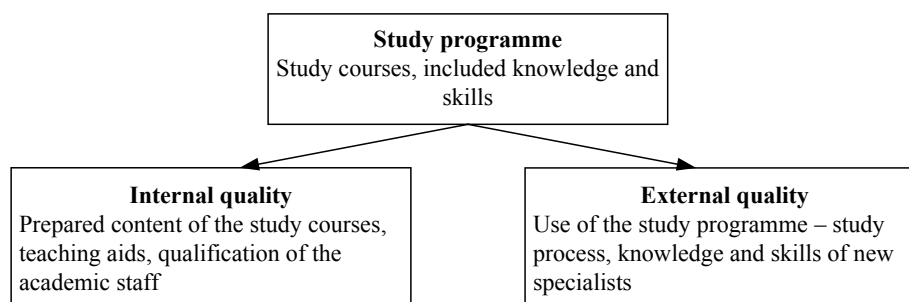 Study programme
Study courses, included knowledge and
skills
Internal quality
Prepared content of the study courses,
teaching aids, qualification of the
academic staff
External quality
Use of the study programme – study
process, knowledge and skills of new
specialists